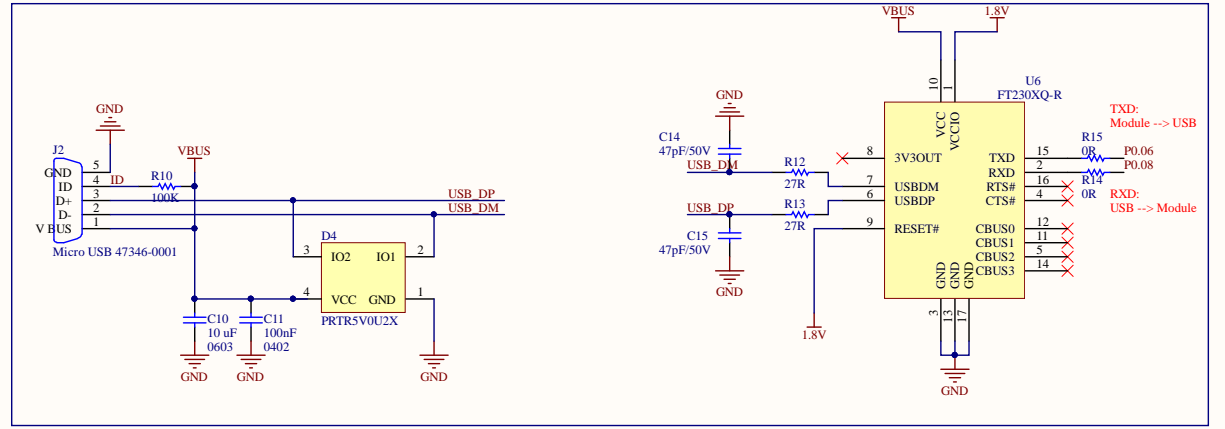 GND
J2
GND
ID
D+
D-
V BUS
5
4
3
2
1
ID
R10
100K
VBUS
Micro USB 47346-0001
USB_DP
USB_DM
D4
3
IO2
IO1
2
4
VCC
GND
1
PRTR5V0U2X
C10
10 uF
0603
C11
100nF
0402
GND
GND
GND
VBUS
1.8V
U6
FT230XQ-R
10
1
VCC
VCCIO
GND
C14
47pF/50V
USB_DM
R12
27R
USB_DP
R13
27R
C15
47pF/50V
GND
1.8V
8
3V3OUT
7
USBDM
6
USBDP
9
RESET#
TXD
15
RXD
2
RTS#
16
CTS#
4
CBUS0
12
CBUS1
11
CBUS2
5
CBUS3
14
GND
GND
GND
3
13
17
GND
TXD:
Module --> USB
R15
0R
P0.06
P0.08
R14
0R
RXD:
USB --> Module